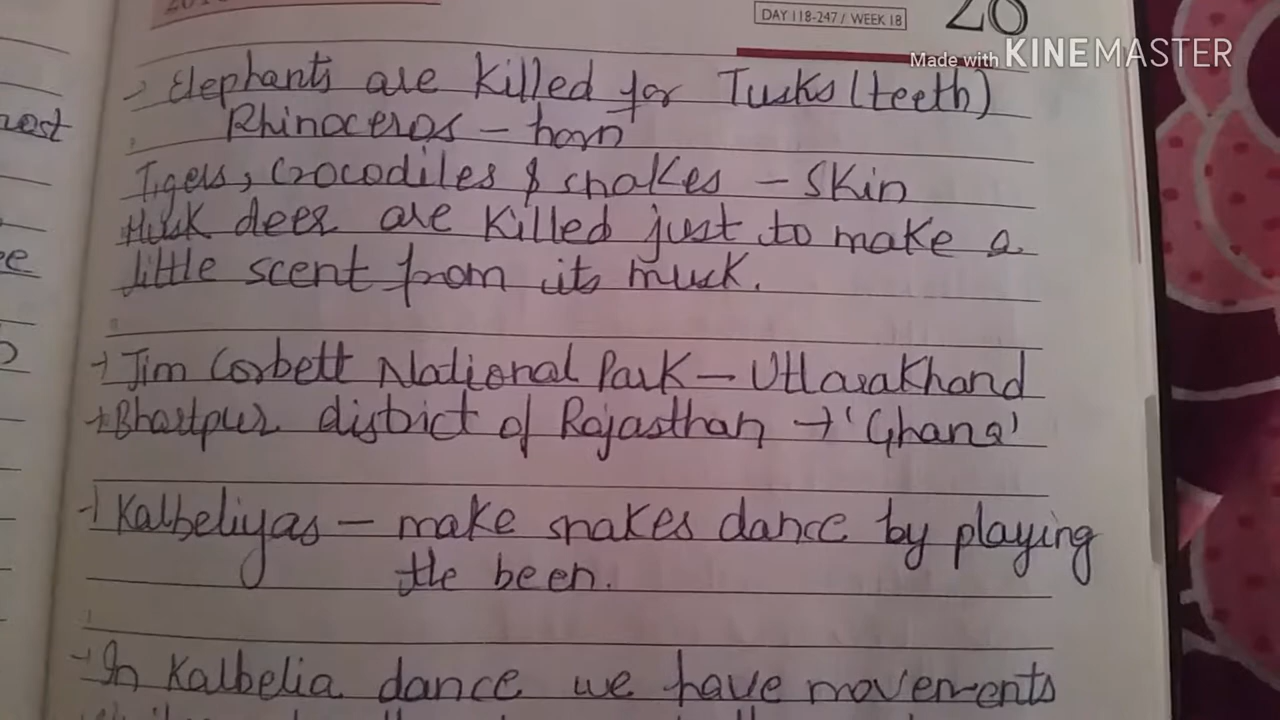 DAY 118-247 / WEEK 18
Made with KINEMASTER
→ Elephants are killed for Tusks (teeth)
Rhinoceros - horn
Tigers, Crocodiles & snakes - Skin
Musk deer are killed just to make a
little scent from its musk.
→ Jim Corbett National Park - Uttarakhand
→ Bhartpur district of Rajasthan → 'Ghana'
→ Kalbeliyas - make snakes dance by playing
the been.
→ In Kalbelia dance we have movements